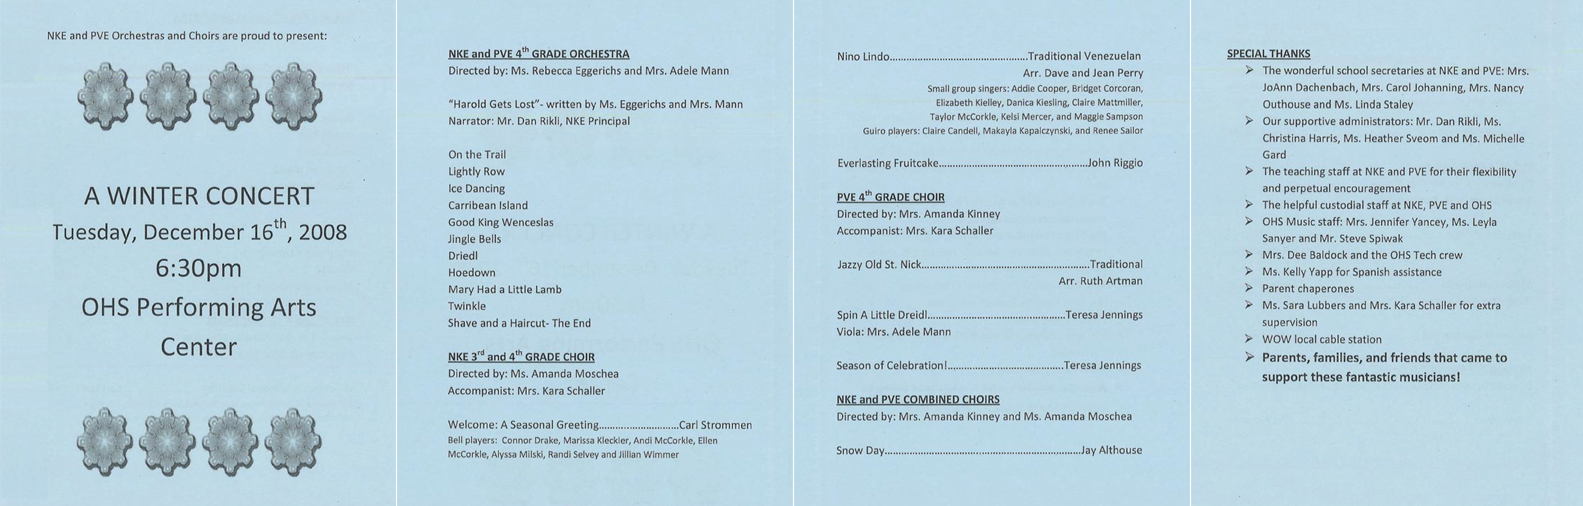 NKE and PVE Orchestras and Choirs are proud to present:
A WINTER CONCERT
Tuesday, December 16th, 2008
6:30pm
OHS Performing Arts
Center
NKE and PVE 4th GRADE ORCHESTRA
Directed by: Ms. Rebecca Eggerichs and Mrs. Adele Mann
“Harold Gets Lost”- written by Ms. Eggerichs and Mrs. Mann
Narrator: Mr. Dan Rikli, NKE Principal
On the Trail
Lightly Row
Ice Dancing
Carribean Island
Good King Wenceslas
Jingle Bells
Driedl
Hoedown
Mary Had a Little Lamb
Twinkle
Shave and a Haircut- The End
NKE 3rd and 4th GRADE CHOIR
Directed by: Ms. Amanda Moschea
Accompanist: Mrs. Kara Schaller
Welcome: A Seasonal Greeting..............................Carl Strommen
Bell players: Connor Drake, Marissa Kleckler, Andi McCorkle, Ellen
McCorkle, Alyssa Milski, Randi Selvey and Jillian Wimmer
Nino Lindo..................................................Traditional Venezuelan
Arr. Dave and Jean Perry
Small group singers: Addie Cooper, Bridget Corcoran,
Elizabeth Kielley, Danica Kiesling, Claire Mattmiller,
Taylor McCorkle, Kelsi Mercer, and Maggie Sampson
Guiro players: Claire Candell, Makayla Kapalczynski, and Renee Sailor
Everlasting Fruitcake......................................................John Riggio
PVE 4th GRADE CHOIR
Directed by: Mrs. Amanda Kinney
Accompanist: Mrs. Kara Schaller
Jazzy Old St. Nick.............................................................Traditional
Arr. Ruth Artman
Spin A Little Dreidl..................................................Teresa Jennings
Viola: Mrs. Adele Mann
Season of Celebration!..........................................Teresa Jennings
NKE and PVE COMBINED CHOIRS
Directed by: Mrs. Amanda Kinney and Ms. Amanda Moschea
Snow Day.......................................................................Jay Althouse
SPECIAL THANKS
➢ The wonderful school secretaries at NKE and PVE: Mrs.
JoAnn Dachenbach, Mrs. Carol Johanning, Mrs. Nancy
Outhouse and Ms. Linda Staley
➢ Our supportive administrators: Mr. Dan Rikli, Ms.
Christina Harris, Ms. Heather Sveom and Ms. Michelle
Gard
➢ The teaching staff at NKE and PVE for their flexibility
and perpetual encouragement
➢ The helpful custodial staff at NKE, PVE and OHS
➢ OHS Music staff: Mrs. Jennifer Yancey, Ms. Leyla
Sanyer and Mr. Steve Spiwak
➢ Mrs. Dee Baldock and the OHS Tech crew
➢ Ms. Kelly Yapp for Spanish assistance
➢ Parent chaperones
➢ Ms. Sara Lubbers and Mrs. Kara Schaller for extra
supervision
➢ WOW local cable station
➢ Parents, families, and friends that came to
support these fantastic musicians!